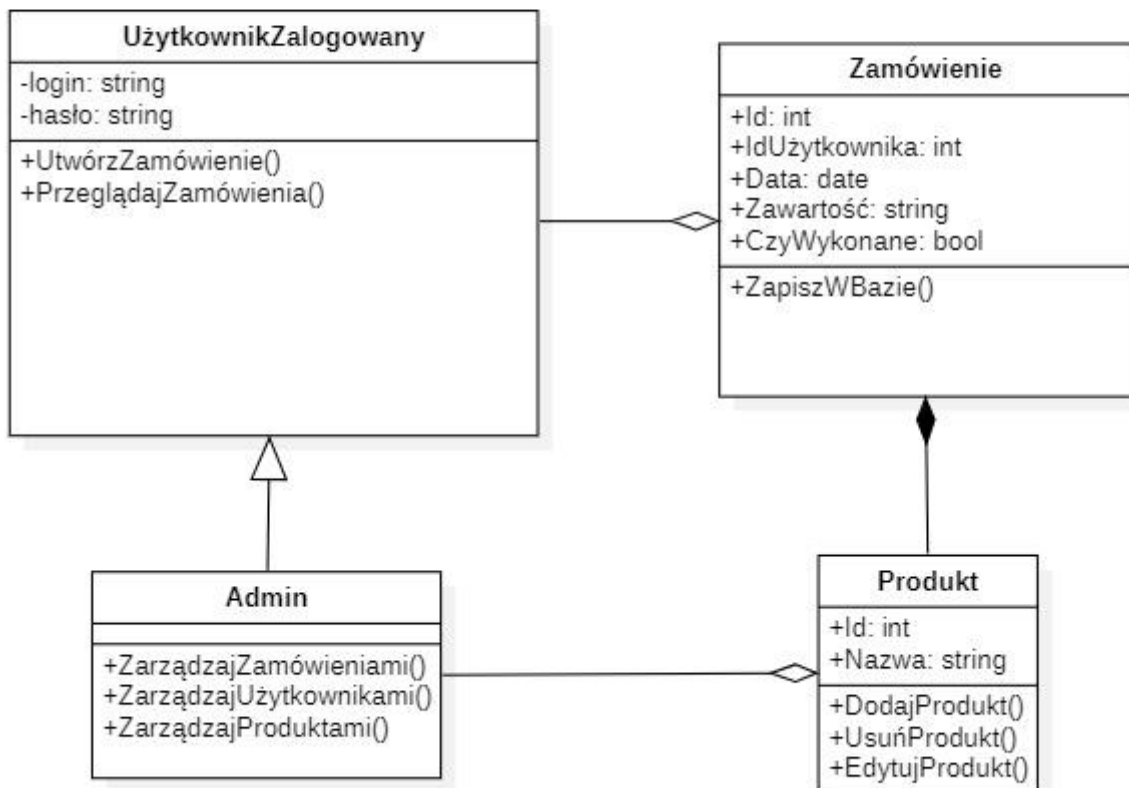 UżytkownikZalogowany
-login: string
-hasło: string
+UtwórzZamówienie()
+PrzeglądajZamówienia()
Zamówienie
+Id: int
+IdUżytkownika: int
+Data: date
+Zawartość: string
+CzyWykonane: bool
+ZapiszWBazie()
Admin
+ZarządzajZamówieniami()
+ZarządzajUżytkownikami()
+ZarządzajProduktami()
Produkt
+Id: int
+Nazwa: string
+DodajProdukt()
+UsuńProdukt()
+EdytujProdukt()